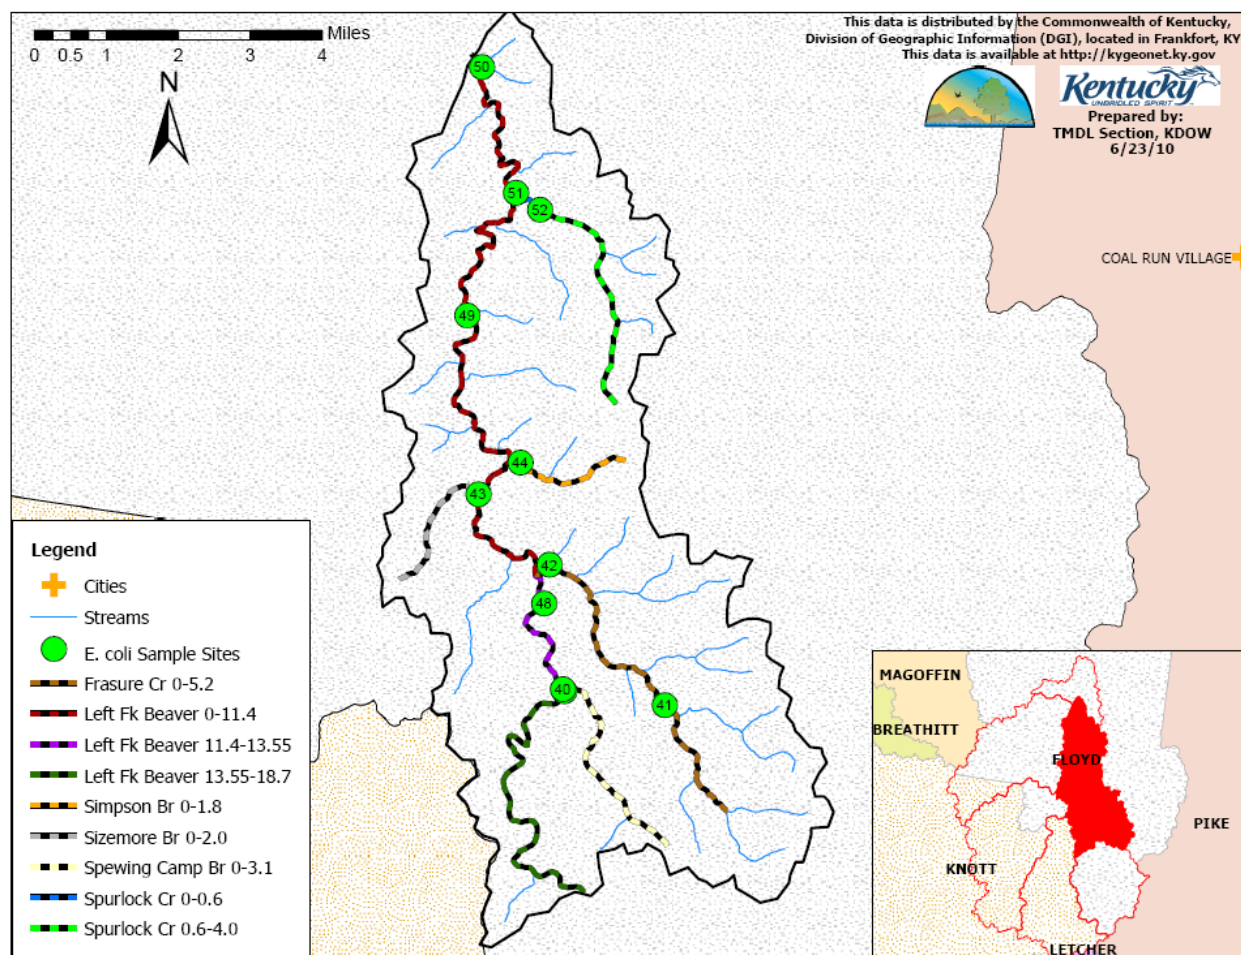 This data is distributed by the Commonwealth of Kentucky,
Division of Geographic Information (DGI), located in Frankfort, KY
This data is available at http://kygeonet.ky.gov
Miles
0 0.5 1 2 3 4
N
Kentucky
UNBRIDLED SPIRIT
Prepared by:
TMDL Section, KDOW
6/23/10
50
51
52
COAL RUN VILLAGE
49
44
43
42
48
40
41
Legend
Cities
Streams
E. coli Sample Sites
Frasure Cr 0-5.2
Left Fk Beaver 0-11.4
Left Fk Beaver 11.4-13.55
Left Fk Beaver 13.55-18.7
Simpson Br 0-1.8
Sizemore Br 0-2.0
Spewing Camp Br 0-3.1
Spurlock Cr 0-0.6
Spurlock Cr 0.6-4.0
MAGOFFIN
BREATHITT
FLOYD
PIKE
KNOTT
LETCHER